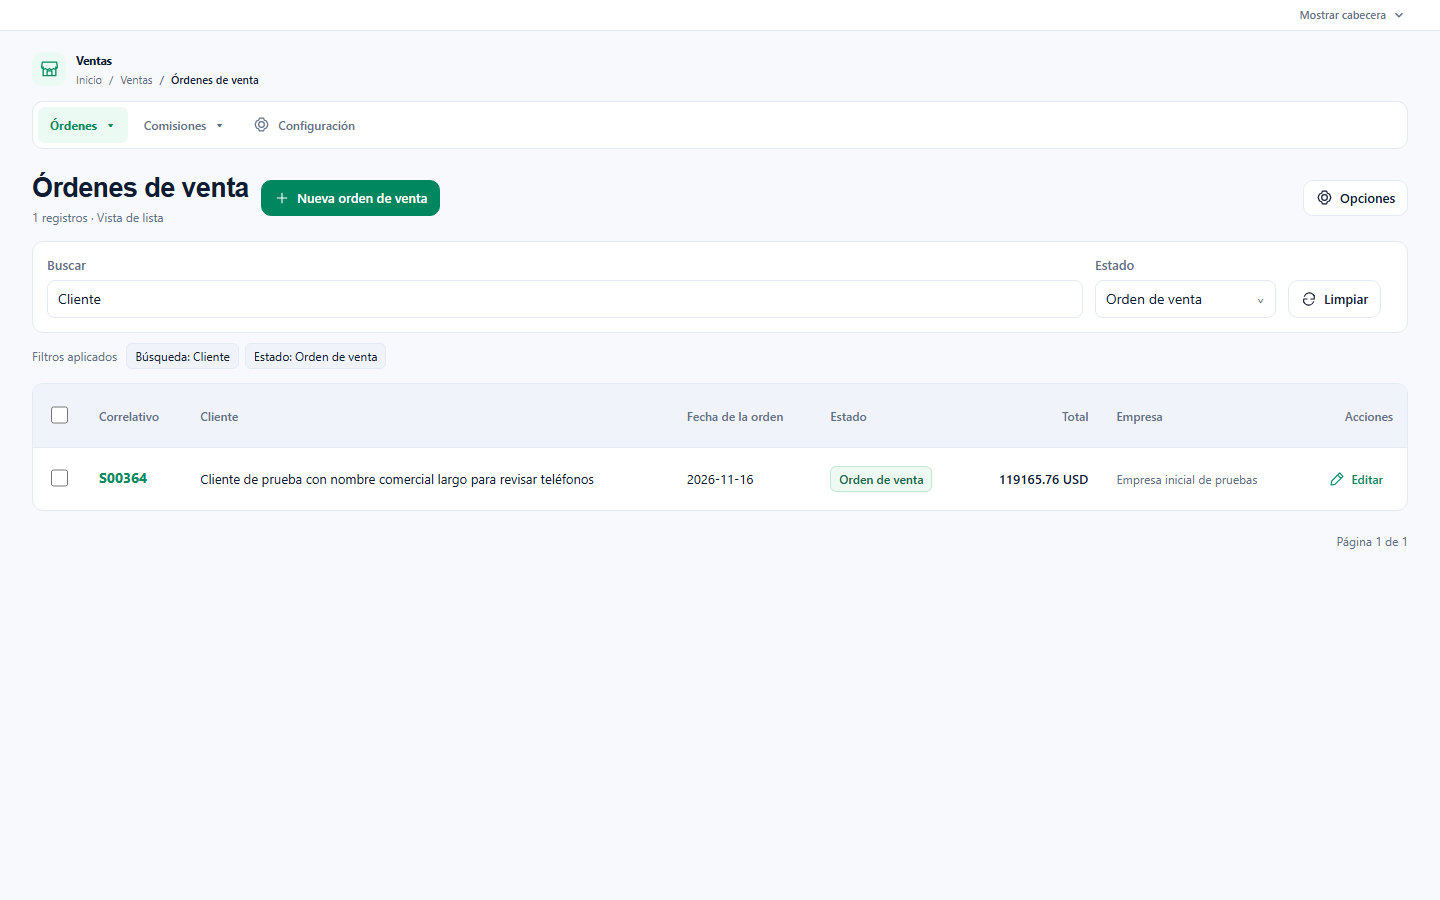 Mostrar cabecera
Ventas
Inicio / Ventas / Órdenes de venta
Órdenes Comisiones Configuración
Órdenes de venta
Nueva orden de venta
Opciones
1 registros · Vista de lista
Buscar Estado
Cliente Orden de venta Limpiar
Filtros aplicados Búsqueda: Cliente Estado: Orden de venta
Correlativo Cliente Fecha de la orden Estado Total Empresa Acciones
S00364 Cliente de prueba con nombre comercial largo para revisar teléfonos 2026-11-16 Orden de venta 119165.76 USD Empresa inicial de pruebas Editar
Página 1 de 1